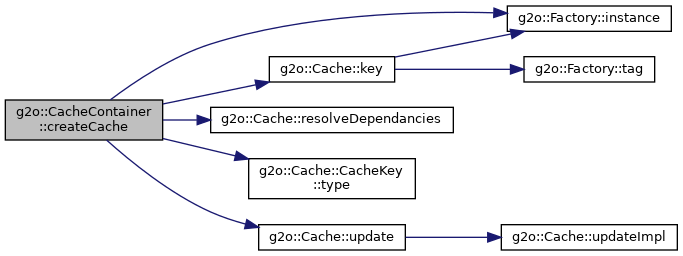 g2o::CacheContainer
::createCache
g2o::Factory::instance
g2o::Cache::key
g2o::Factory::tag
g2o::Cache::resolveDependancies
g2o::Cache::CacheKey
::type
g2o::Cache::update
g2o::Cache::updateImpl